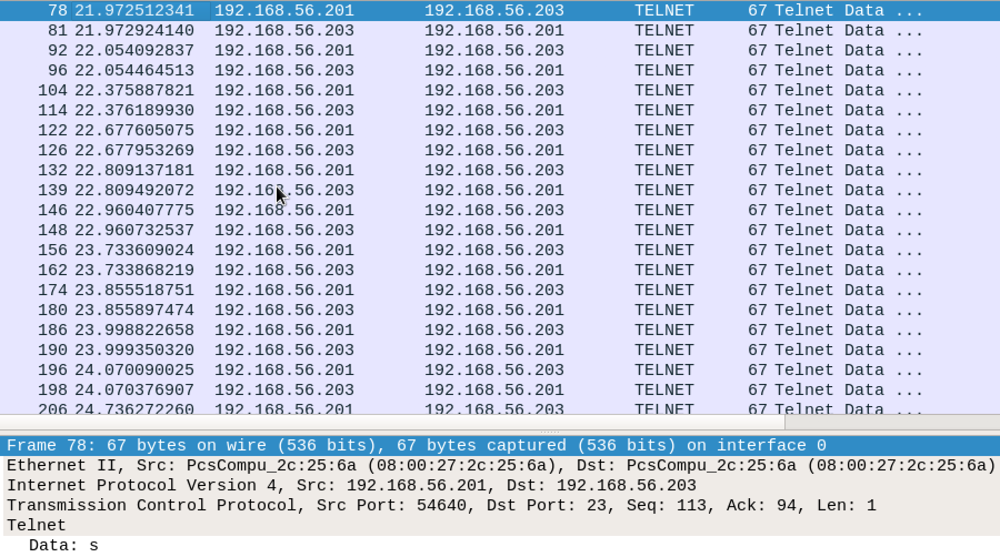 78 21.972512341 192.168.56.201 192.168.56.203 TELNET 67 Telnet Data ...
81 21.972924140 192.168.56.203 192.168.56.201 TELNET 67 Telnet Data ...
92 22.054092837 192.168.56.201 192.168.56.203 TELNET 67 Telnet Data ...
96 22.054464513 192.168.56.203 192.168.56.201 TELNET 67 Telnet Data ...
104 22.375887821 192.168.56.201 192.168.56.203 TELNET 67 Telnet Data ...
114 22.376189930 192.168.56.203 192.168.56.201 TELNET 67 Telnet Data ...
122 22.677605075 192.168.56.201 192.168.56.203 TELNET 67 Telnet Data ...
126 22.677953269 192.168.56.203 192.168.56.201 TELNET 67 Telnet Data ...
132 22.809137181 192.168.56.201 192.168.56.203 TELNET 67 Telnet Data ...
139 22.809492072 192.168.56.203 192.168.56.201 TELNET 67 Telnet Data ...
146 22.960407775 192.168.56.201 192.168.56.203 TELNET 67 Telnet Data ...
148 22.960732537 192.168.56.203 192.168.56.201 TELNET 67 Telnet Data ...
156 23.733609024 192.168.56.201 192.168.56.203 TELNET 67 Telnet Data ...
162 23.733868219 192.168.56.203 192.168.56.201 TELNET 67 Telnet Data ...
174 23.855518751 192.168.56.201 192.168.56.203 TELNET 67 Telnet Data ...
180 23.855897474 192.168.56.203 192.168.56.201 TELNET 67 Telnet Data ...
186 23.998822658 192.168.56.201 192.168.56.203 TELNET 67 Telnet Data ...
190 23.999350320 192.168.56.203 192.168.56.201 TELNET 67 Telnet Data ...
196 24.070090025 192.168.56.201 192.168.56.203 TELNET 67 Telnet Data ...
198 24.070376907 192.168.56.203 192.168.56.201 TELNET 67 Telnet Data ...
206 24.736272260 192.168.56.201 192.168.56.203 TELNET 67 Telnet Data ...
Frame 78: 67 bytes on wire (536 bits), 67 bytes captured (536 bits) on interface 0
Ethernet II, Src: PcsCompu_2c:25:6a (08:00:27:2c:25:6a), Dst: PcsCompu_2c:25:6a (08:00:27:2c:25:6a)
Internet Protocol Version 4, Src: 192.168.56.201, Dst: 192.168.56.203
Transmission Control Protocol, Src Port: 54640, Dst Port: 23, Seq: 113, Ack: 94, Len: 1
Telnet
Data: s